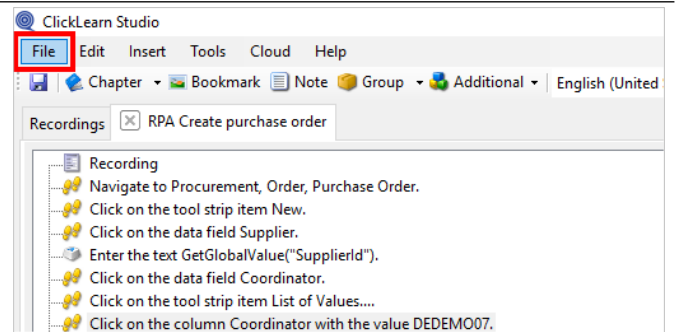 ClickLearn Studio
File Edit Insert Tools Cloud Help
Chapter Bookmark Note Group Additional English (United
Recordings RPA Create purchase order
Recording
Navigate to Procurement, Order, Purchase Order.
Click on the tool strip item New.
Click on the data field Supplier.
Enter the text GetGlobalValue("SupplierId").
Click on the data field Coordinator.
Click on the tool strip item List of Values....
Click on the column Coordinator with the value DEDEMO07.